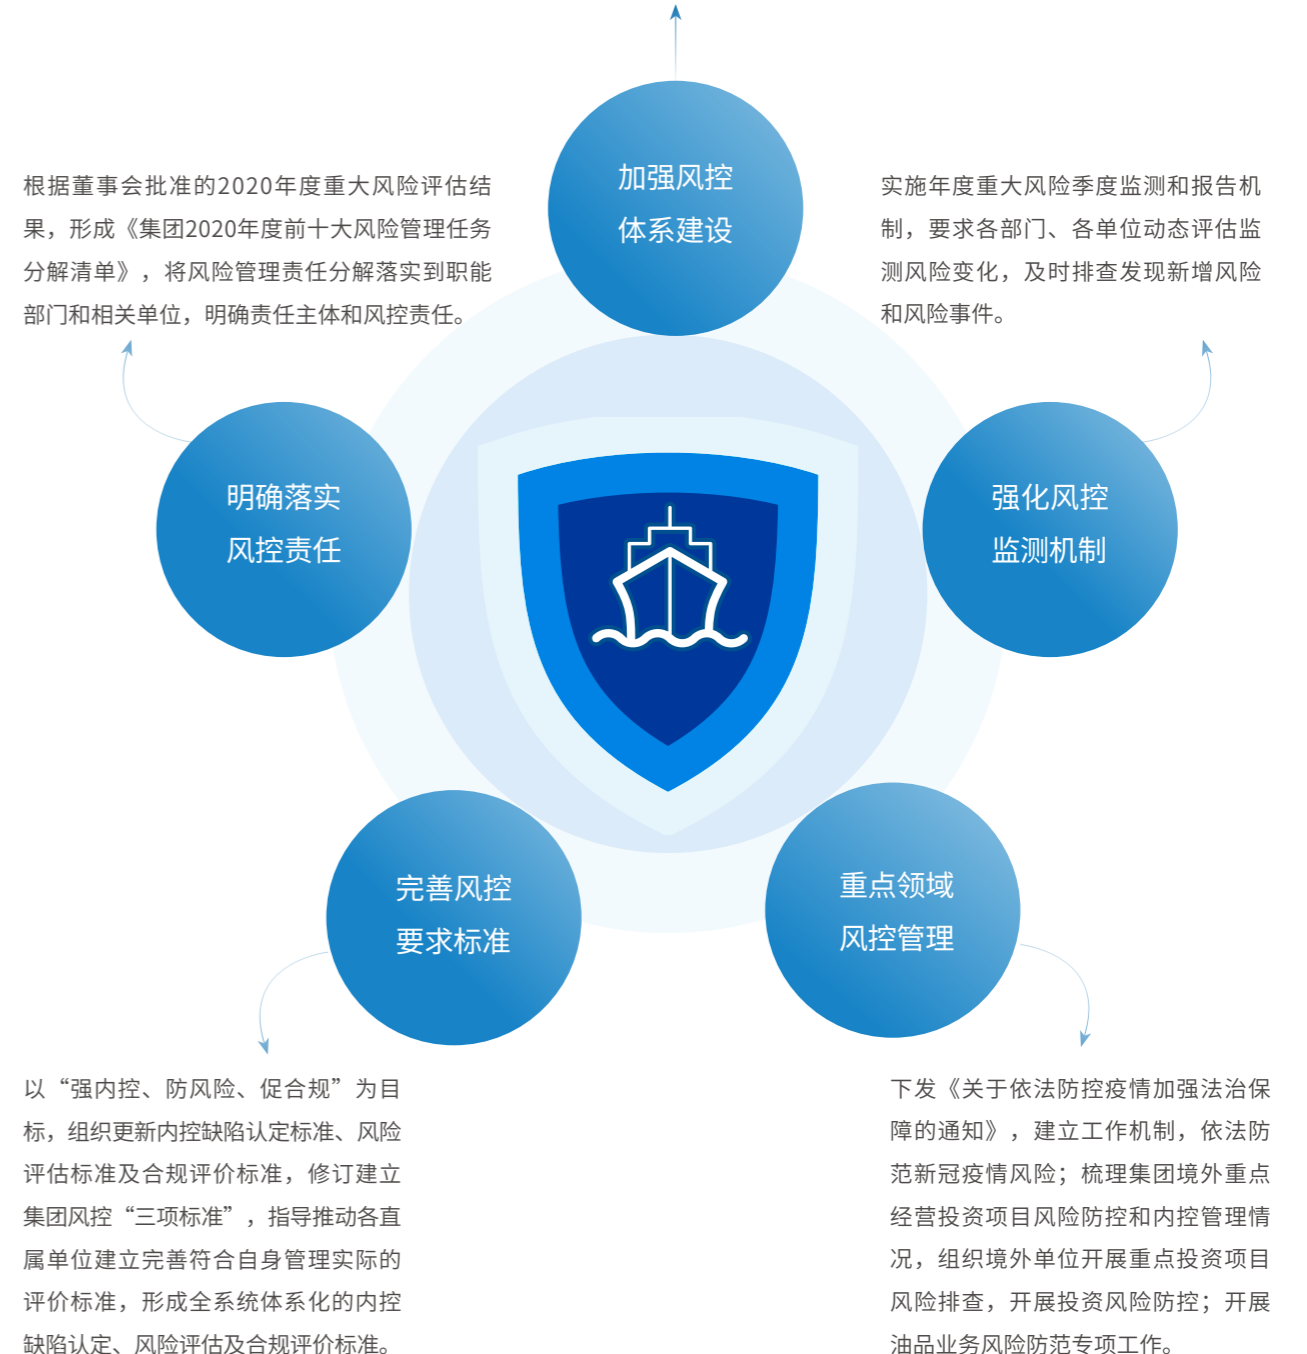 加强风控
体系建设
根据董事会批准的2020年度重大风险评估结
果，形成《集团2020年度前十大风险管理任务
分解清单》，将风险管理责任分解落实到职能
部门和相关单位，明确责任主体和风控责任。
实施年度重大风险季度监测和报告机
制，要求各部门、各单位动态评估监
测风险变化，及时排查发现新增风险
和风险事件。
明确落实
风控责任
强化风控
监测机制
完善风控
要求标准
重点领域
风控管理
以“强内控、防风险、促合规”为目
标，组织更新内控缺陷认定标准、风险
评估标准及合规评价标准，修订建立
集团风控“三项标准”，指导推动各直
属单位建立完善符合自身管理实际的
评价标准，形成全系统体系化的内控
缺陷认定、风险评估及合规评价标准。
下发《关于依法防控疫情加强法治保
障的通知》，建立工作机制，依法防
范新冠疫情风险；梳理集团境外重点
经营投资项目风险防控和内控管理情
况，组织境外单位开展重点投资项目
风险排查，开展投资风险防控；开展
油品业务风险防范专项工作。